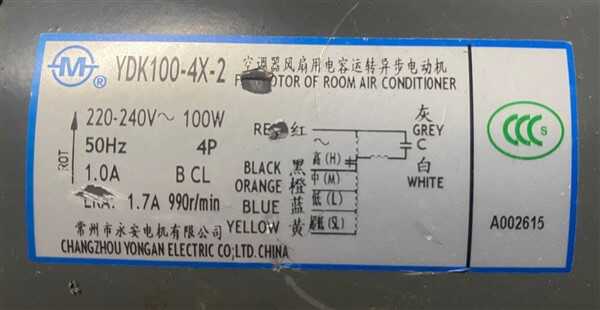 M ®
YDK100-4X-2 空调器风扇用电容运转异步电动机
MOTOR OF ROOM AIR CONDITIONER
220-240V～ 100W
50Hz 4P
1.0A B CL
LRA: 1.7A 990r/min
ROT
RED 红 ～
BLACK 黑 高(H)
ORANGE 橙 中(M)
BLUE 蓝 低(L)
YELLOW 黄
灰
GREY
C
白
WHITE
常州市永安电机有限公司
CHANGZHOU YONGAN ELECTRIC CO;LTD.CHINA
CCC S
A002615